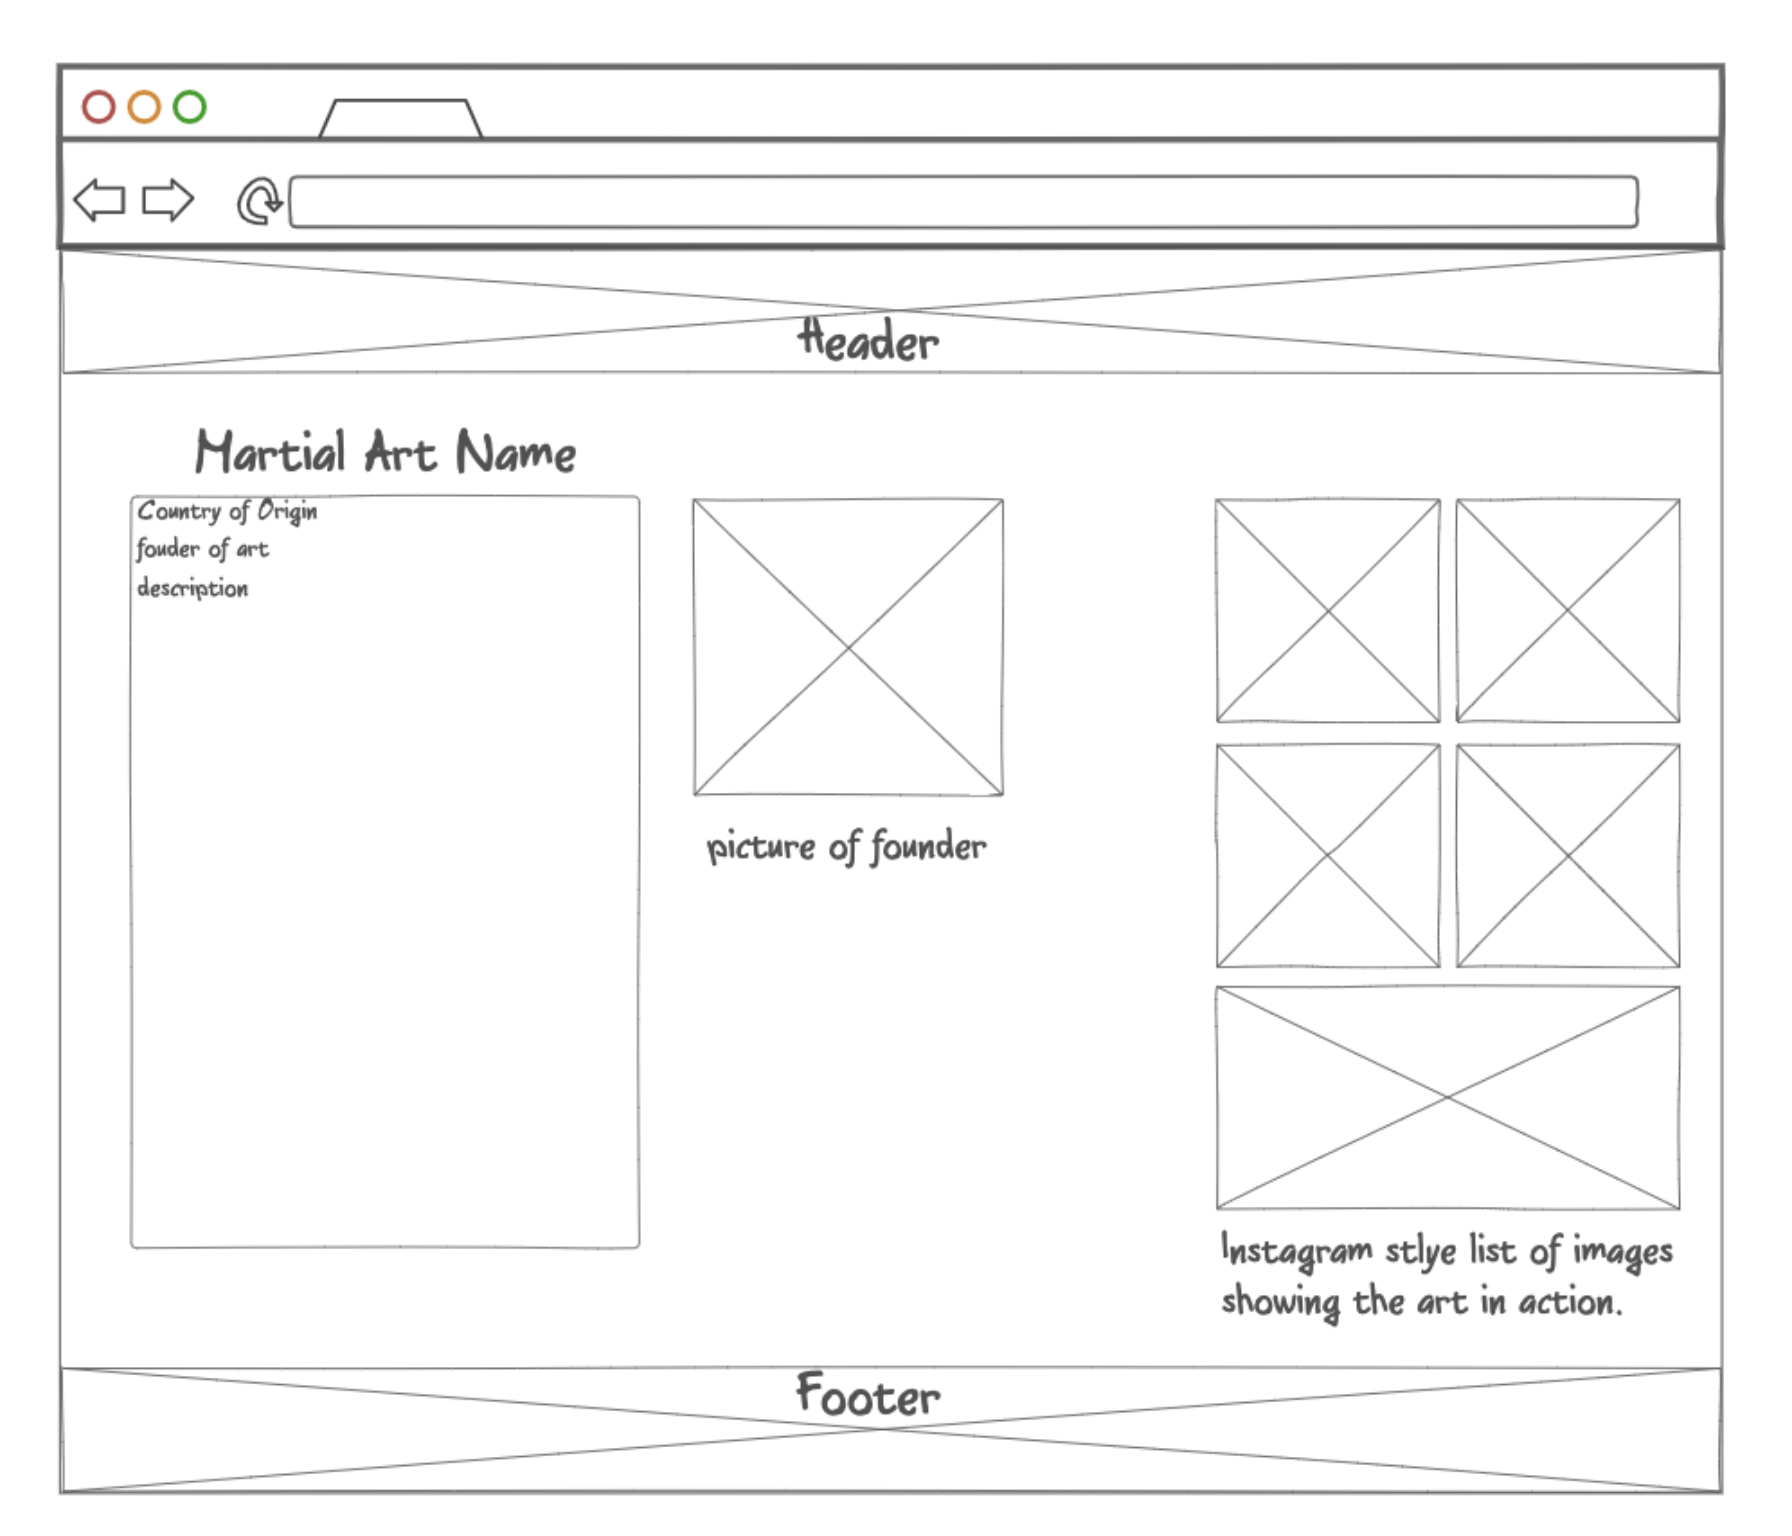 Header
Martial Art Name
Country of Origin
fouder of art
description
picture of founder
Instagram stlye list of images
showing the art in action.
Footer